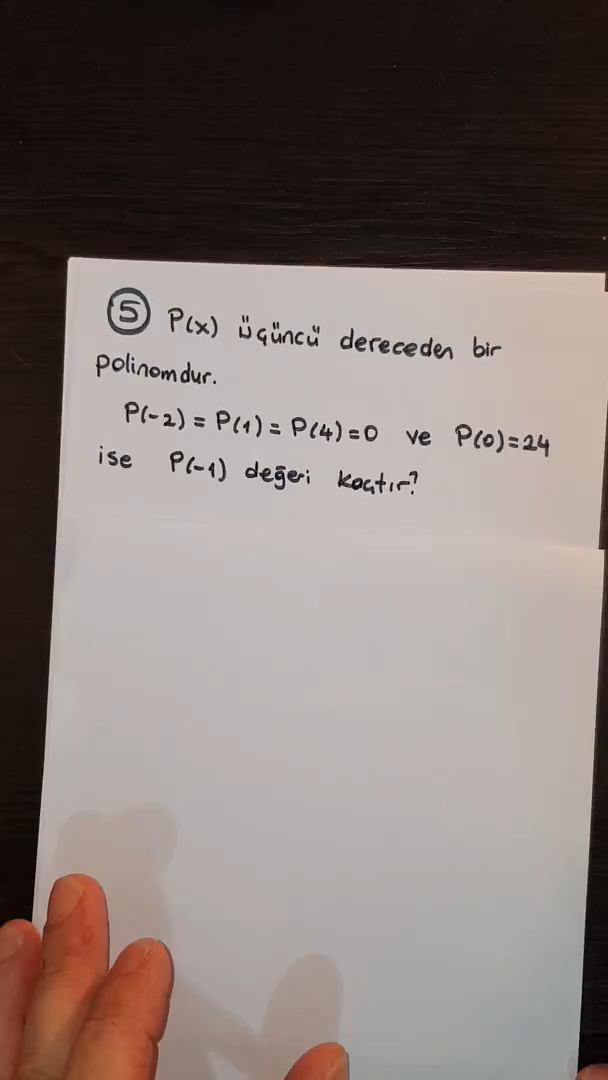 5 P(x) üçüncü dereceden bir
polinomdur.
P(-2) = P(1) = P(4) = 0 ve P(0) = 24
ise P(-1) değeri kaçtır?